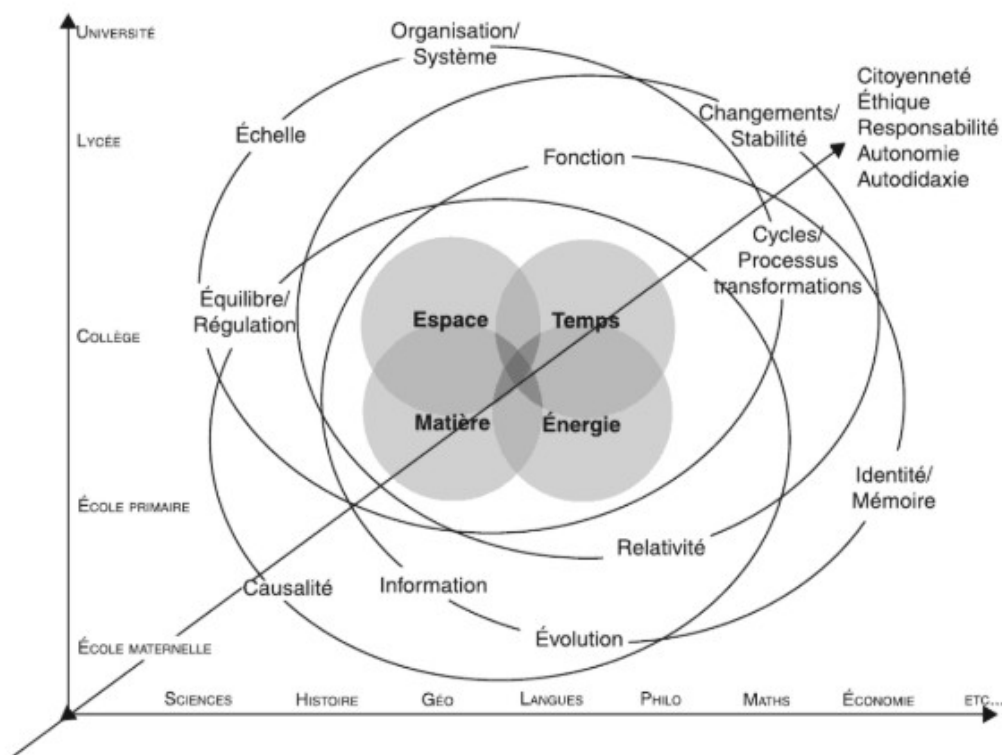 UNIVERSITÉ
Organisation/
Système
LYCÉE
Échelle
Changements/
Stabilité
Citoyenneté
Éthique
Responsabilité
Autonomie
Autodidaxie
Fonction
Cycles/
Processus
transformations
Équilibre/
Régulation
COLLÈGE
Espace
Temps
Matière
Énergie
Identité/
Mémoire
ÉCOLE PRIMAIRE
Relativité
Causalité
Information
Évolution
ÉCOLE MATERNELLE
SCIENCES
HISTOIRE
GÉO
LANGUES
PHILO
MATHS
ÉCONOMIE
ETC...